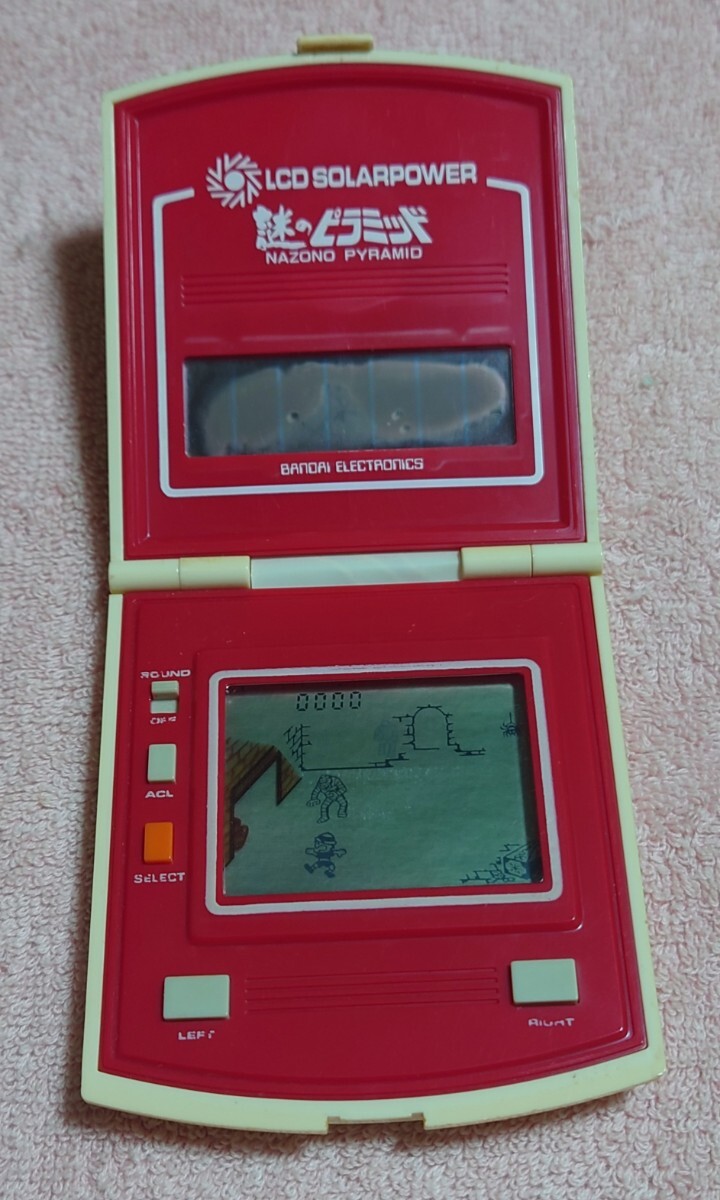 LCD SOLARPOWER
謎のピラミッド
NAZONO PYRAMID
BANDAI ELECTRONICS
ROUND
0000
ACL
SELECT
LEFT
RIGHT